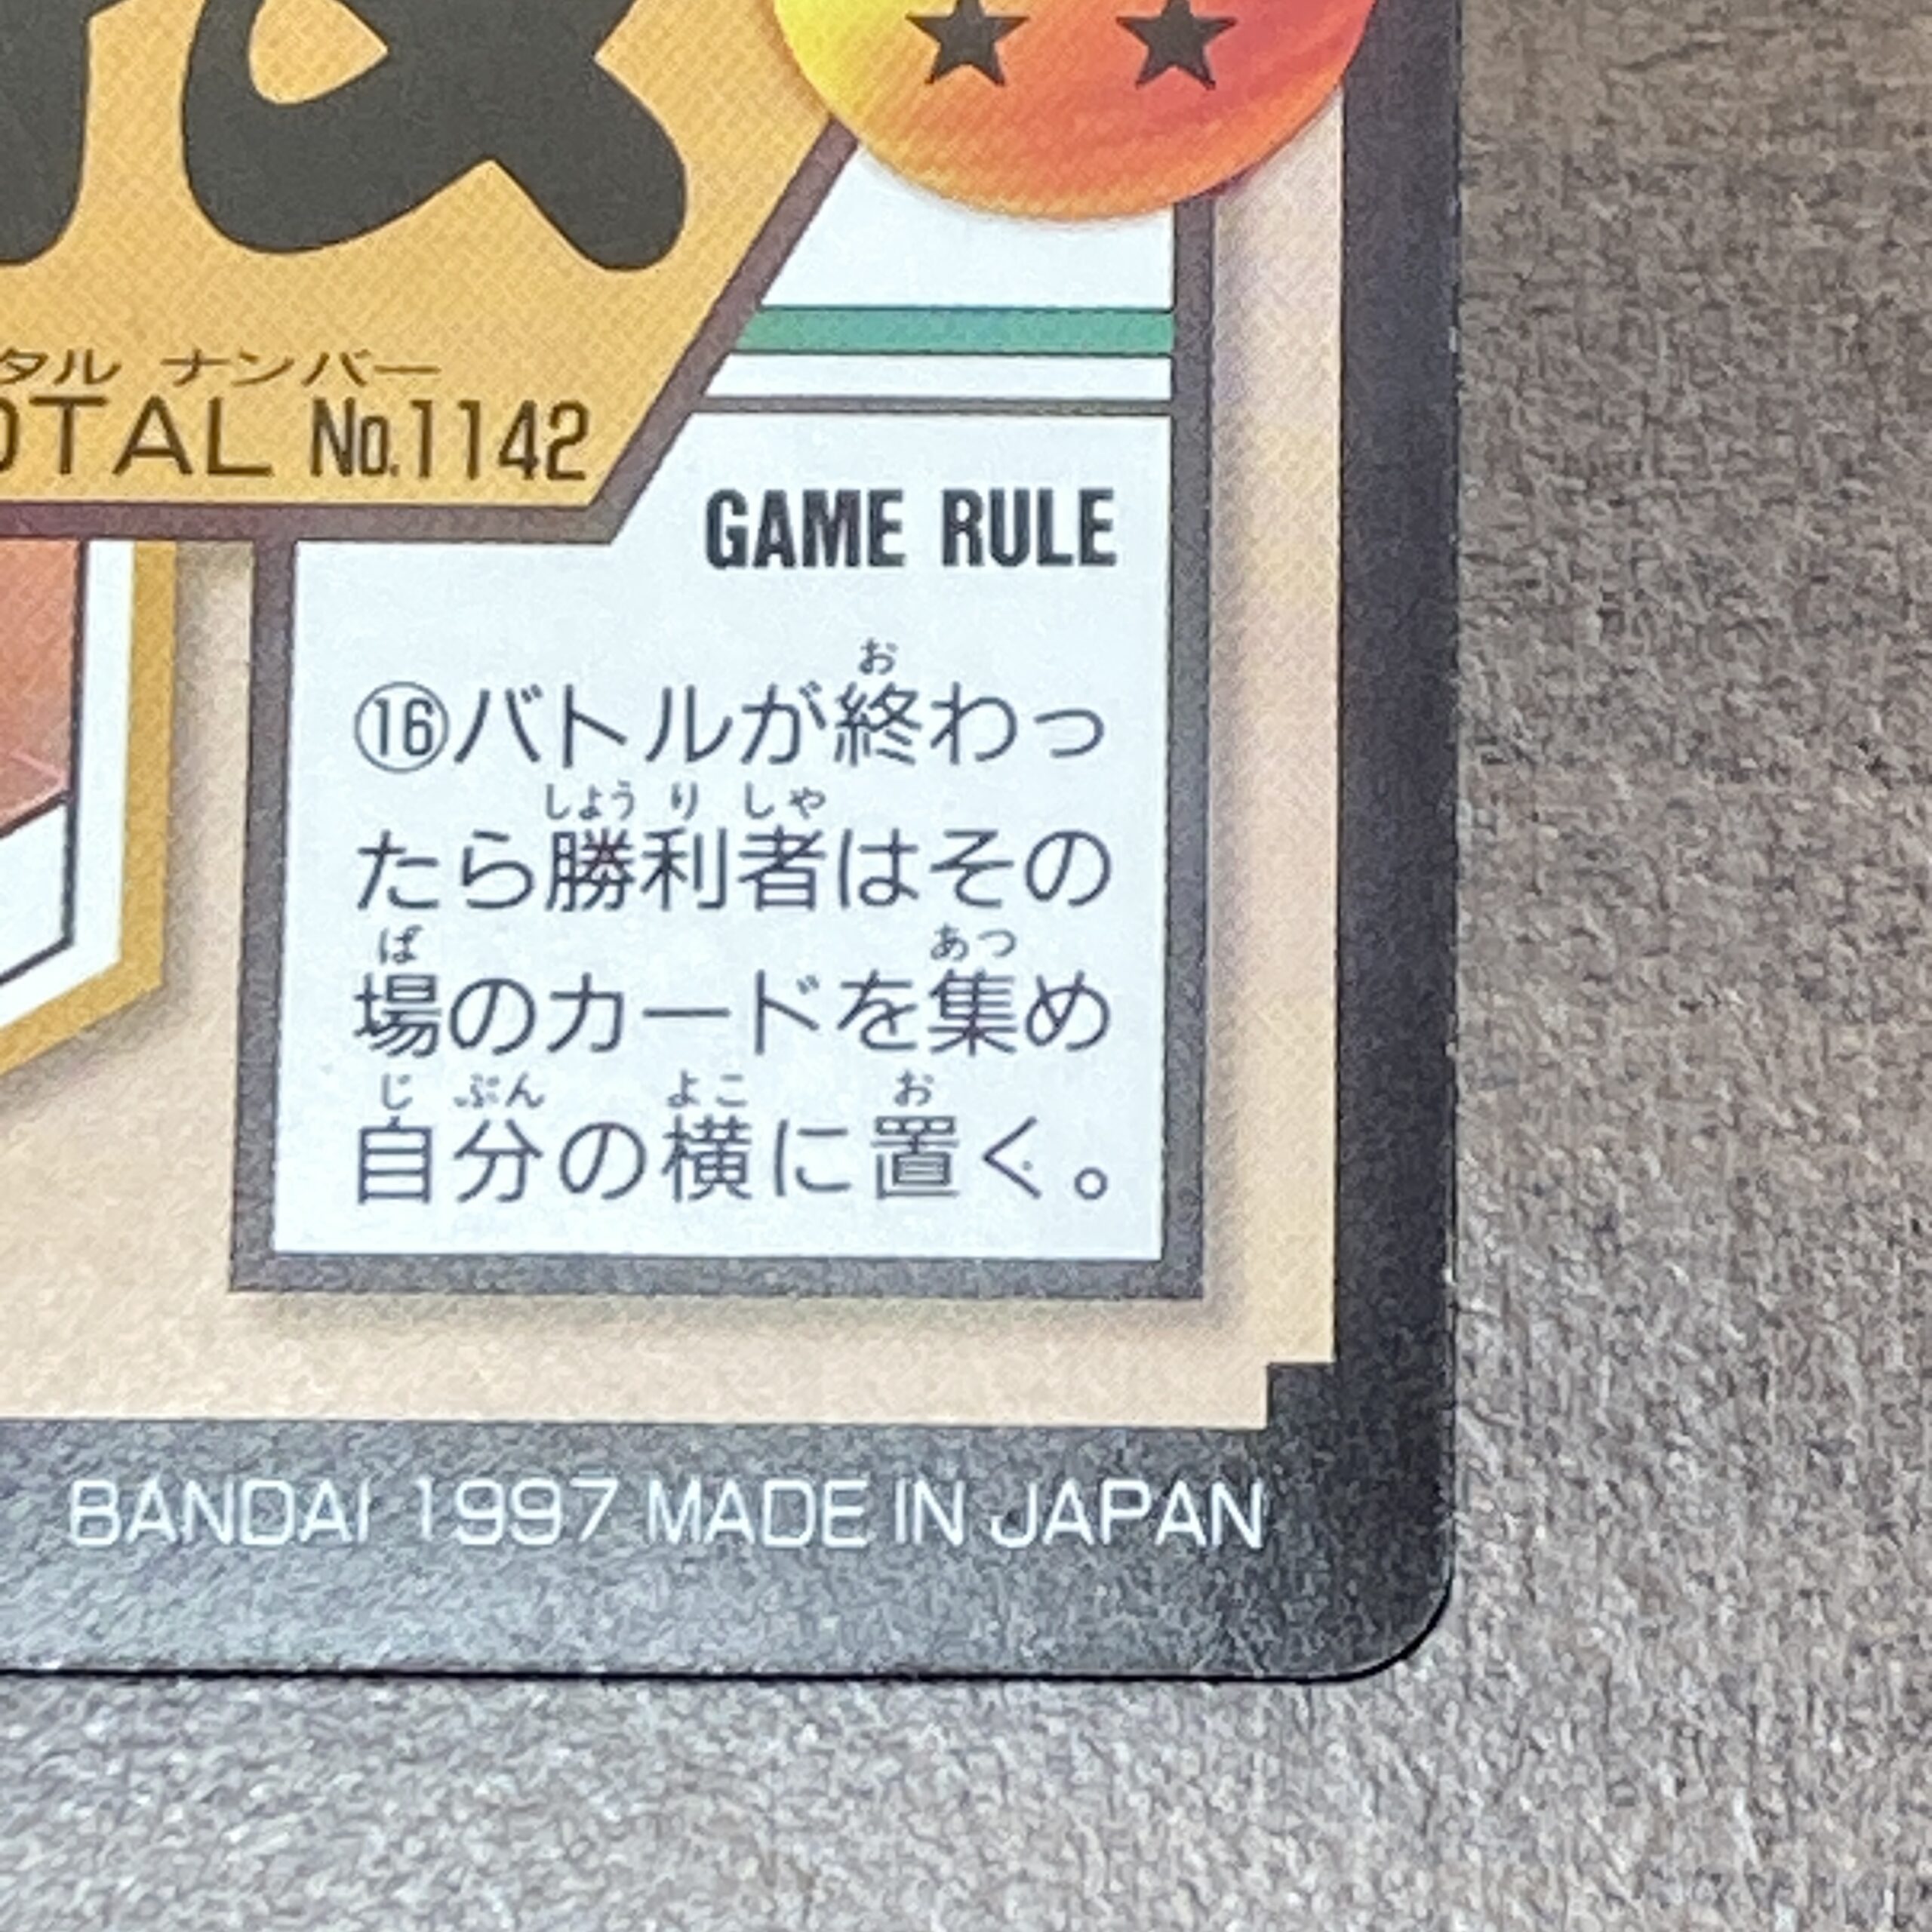 タル ナンバー
OTAL No.1142
GAME RULE
お
⑯バトルが終わっ
しょう り しゃ
たら勝利者はその
ば あつ
場のカードを集め
じ ぶん よこ お
自分の横に置く。
BANDAI 1997 MADE IN JAPAN